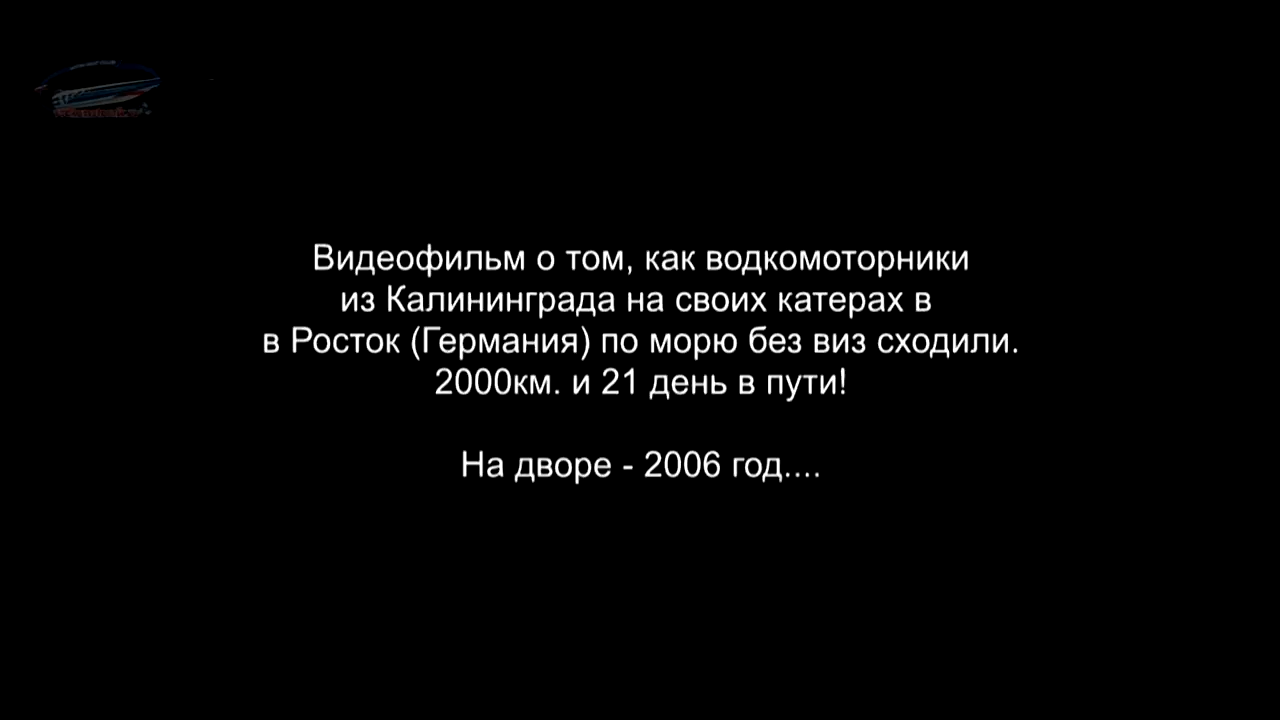 Видеофильм о том, как водкомоторники
из Калининграда на своих катерах в
в Росток (Германия) по морю без виз сходили.
2000км. и 21 день в пути!
На дворе - 2006 год....